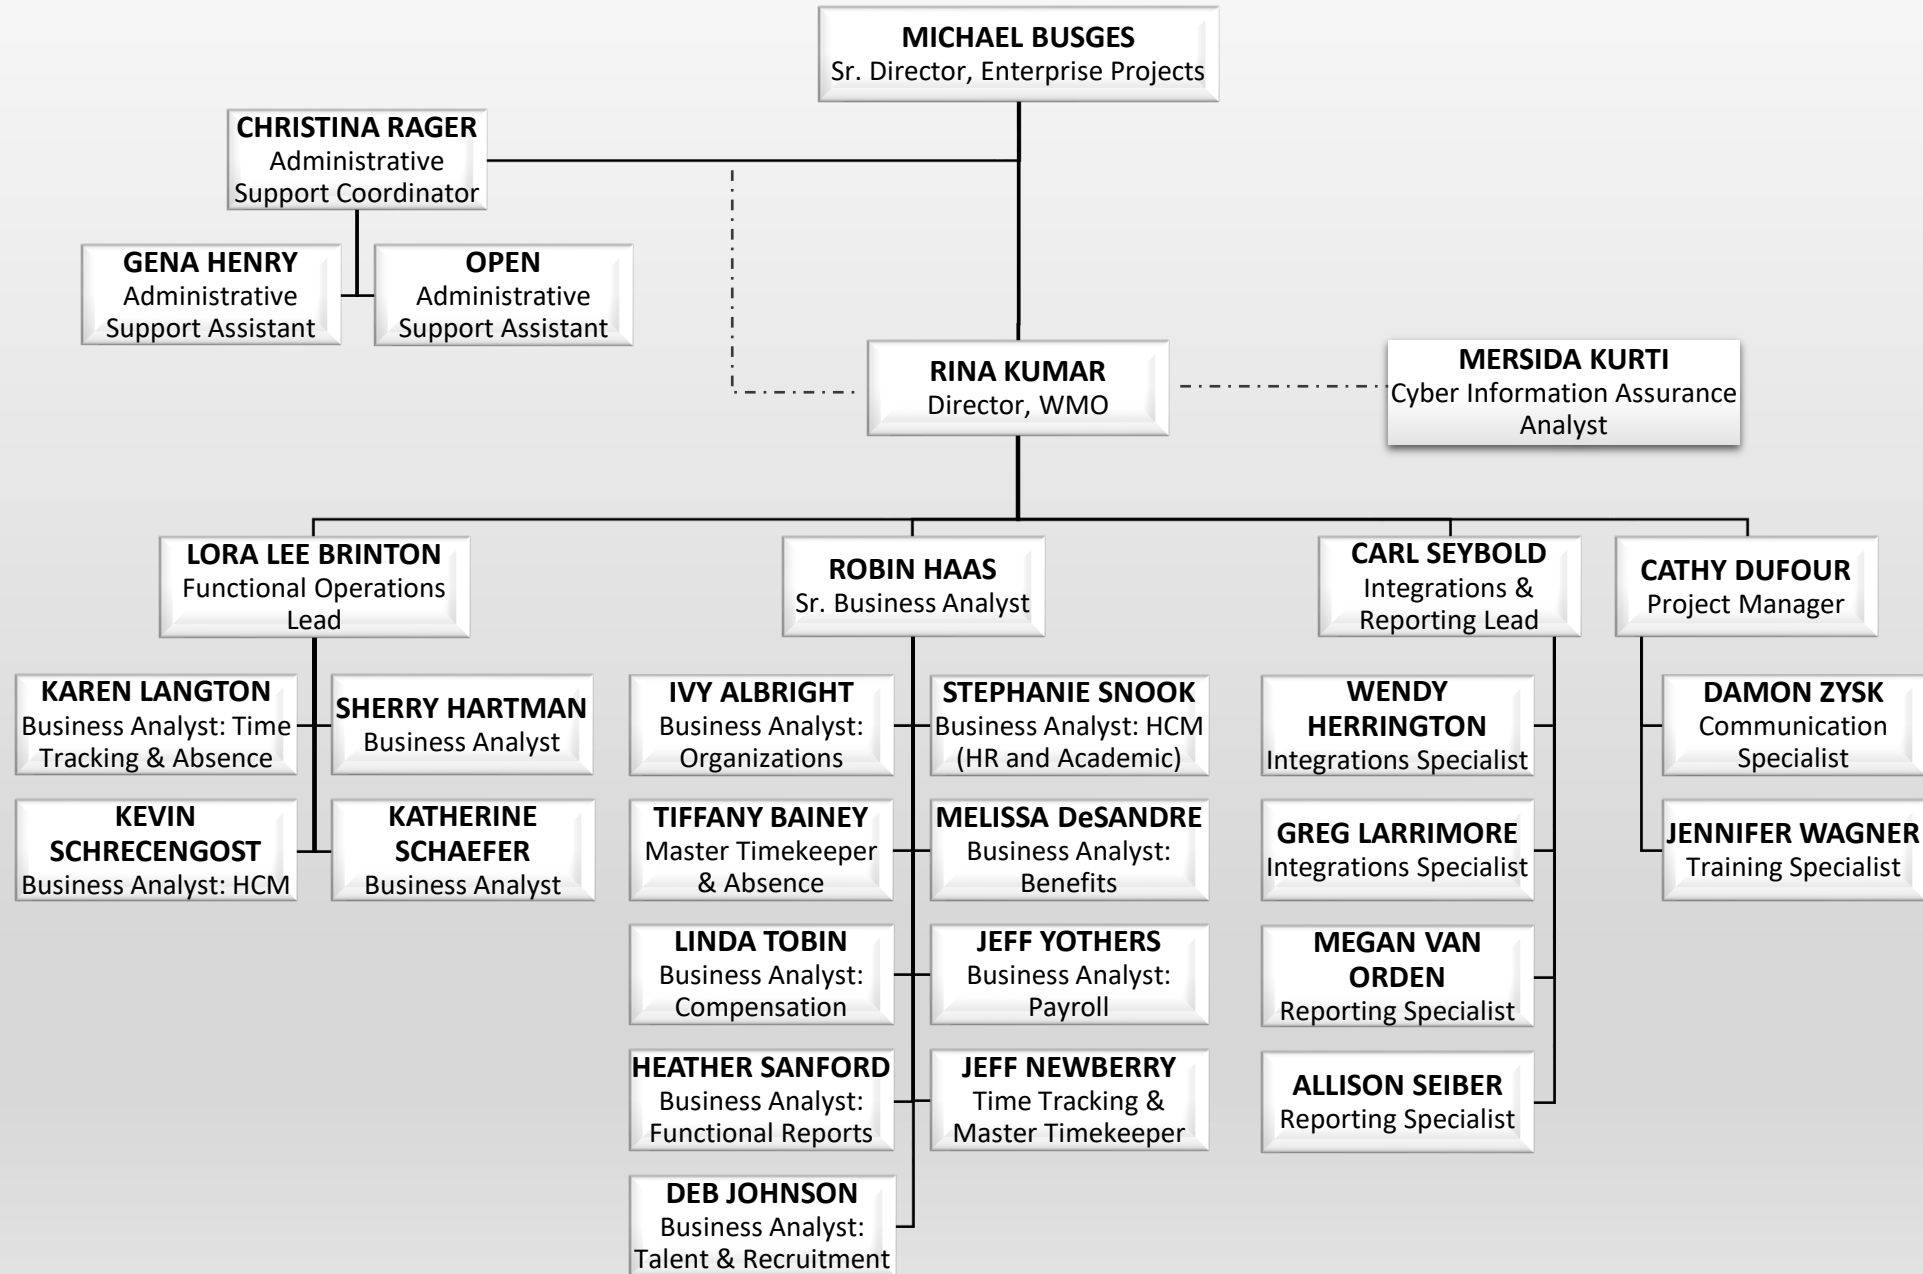 MICHAEL BUSGES
Sr. Director, Enterprise Projects
CHRISTINA RAGER
Administrative
Support Coordinator
GENA HENRY
Administrative
Support Assistant
OPEN
Administrative
Support Assistant
RINA KUMAR
Director, WMO
MERSIDA KURTI
Cyber Information Assurance
Analyst
LORA LEE BRINTON
Functional Operations
Lead
ROBIN HAAS
Sr. Business Analyst
CARL SEYBOLD
Integrations &
Reporting Lead
CATHY DUFOUR
Project Manager
KAREN LANGTON
Business Analyst: Time
Tracking & Absence
SHERRY HARTMAN
Business Analyst
KEVIN
SCHRECENGOST
Business Analyst: HCM
KATHERINE
SCHAEFER
Business Analyst
IVY ALBRIGHT
Business Analyst:
Organizations
STEPHANIE SNOOK
Business Analyst: HCM
(HR and Academic)
TIFFANY BAINEY
Master Timekeeper
& Absence
MELISSA DeSANDRE
Business Analyst:
Benefits
LINDA TOBIN
Business Analyst:
Compensation
JEFF YOTHERS
Business Analyst:
Payroll
HEATHER SANFORD
Business Analyst:
Functional Reports
JEFF NEWBERRY
Time Tracking &
Master Timekeeper
DEB JOHNSON
Business Analyst:
Talent & Recruitment
WENDY
HERRINGTON
Integrations Specialist
GREG LARRIMORE
Integrations Specialist
MEGAN VAN
ORDEN
Reporting Specialist
ALLISON SEIBER
Reporting Specialist
DAMON ZYSK
Communication
Specialist
JENNIFER WAGNER
Training Specialist